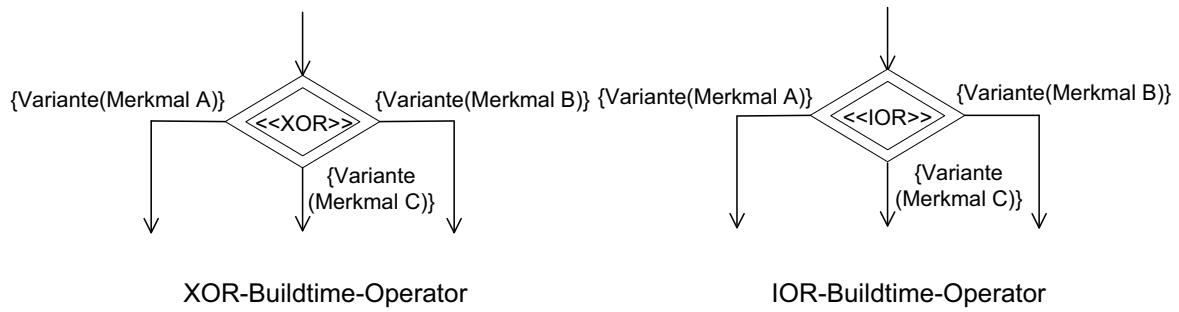 {Variante(Merkmal A)}
<<XOR>>
{Variante(Merkmal B)}
{Variante
(Merkmal C)}
XOR-Buildtime-Operator
{Variante(Merkmal A)}
<<IOR>>
{Variante(Merkmal B)}
{Variante
(Merkmal C)}
IOR-Buildtime-Operator